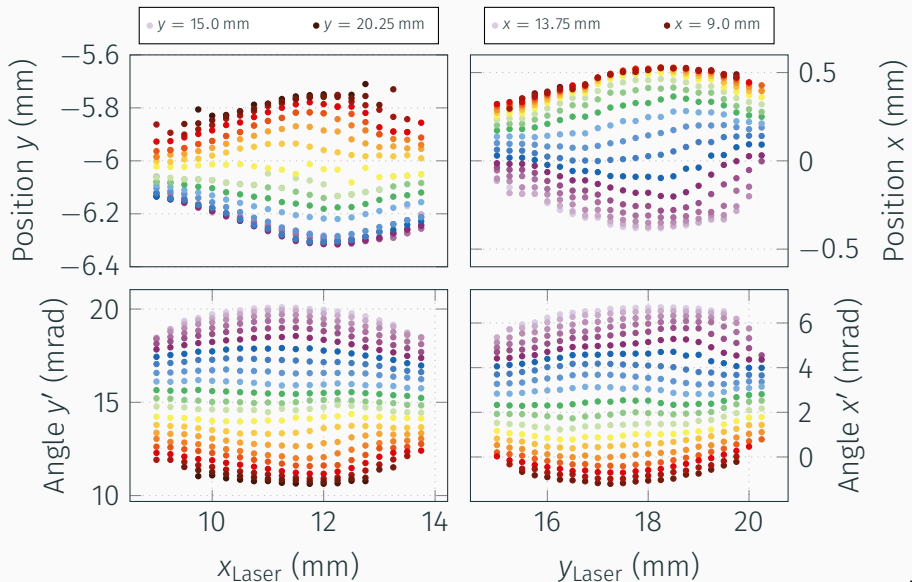 y = 15.0 mm
y = 20.25 mm
x = 13.75 mm
x = 9.0 mm
−5.6
−5.8
−6
−6.2
−6.4
Position y (mm)
0.5
0
−0.5
Position x (mm)
20
15
10
Angle y′ (mrad)
6
4
2
0
Angle x′ (mrad)
10 12 14
16 18 20
xLaser (mm)
yLaser (mm)